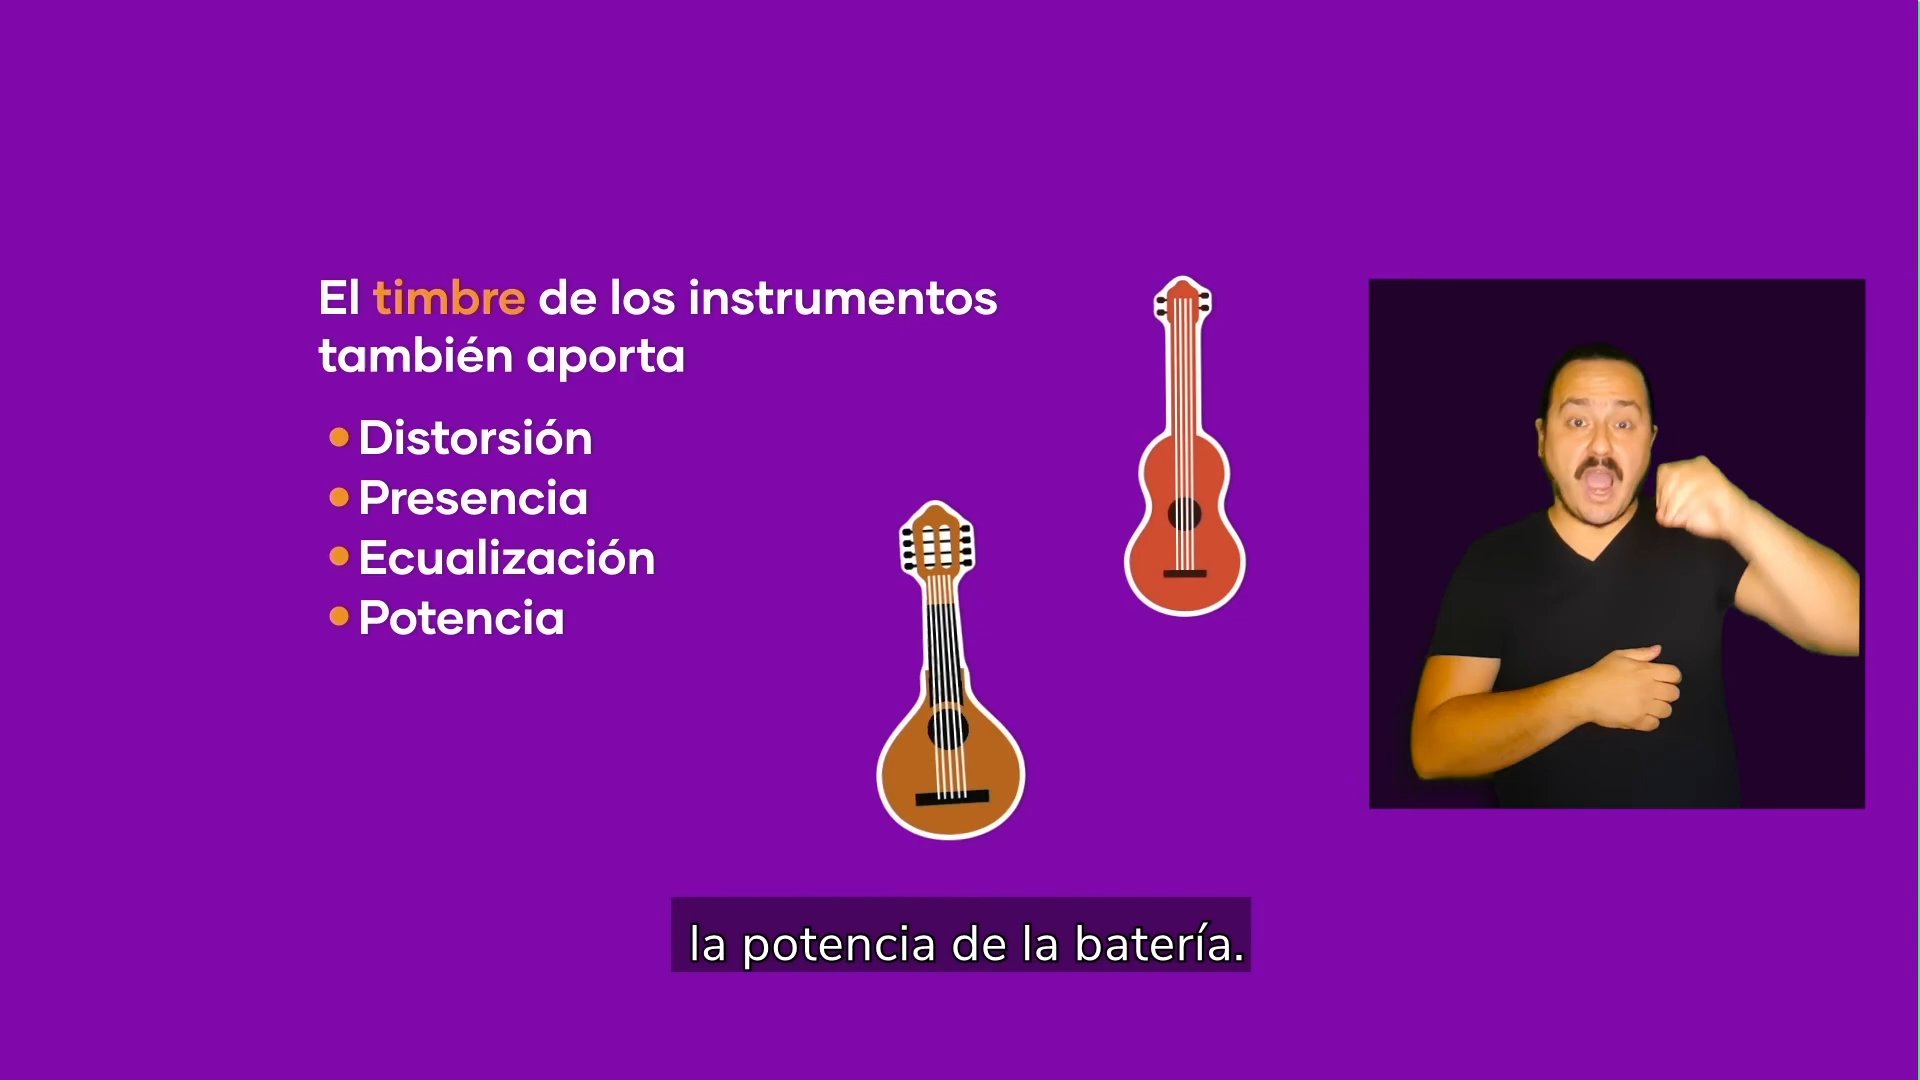 El timbre de los instrumentos
también aporta
Distorsión
Presencia
Ecualización
Potencia
la potencia de la batería.